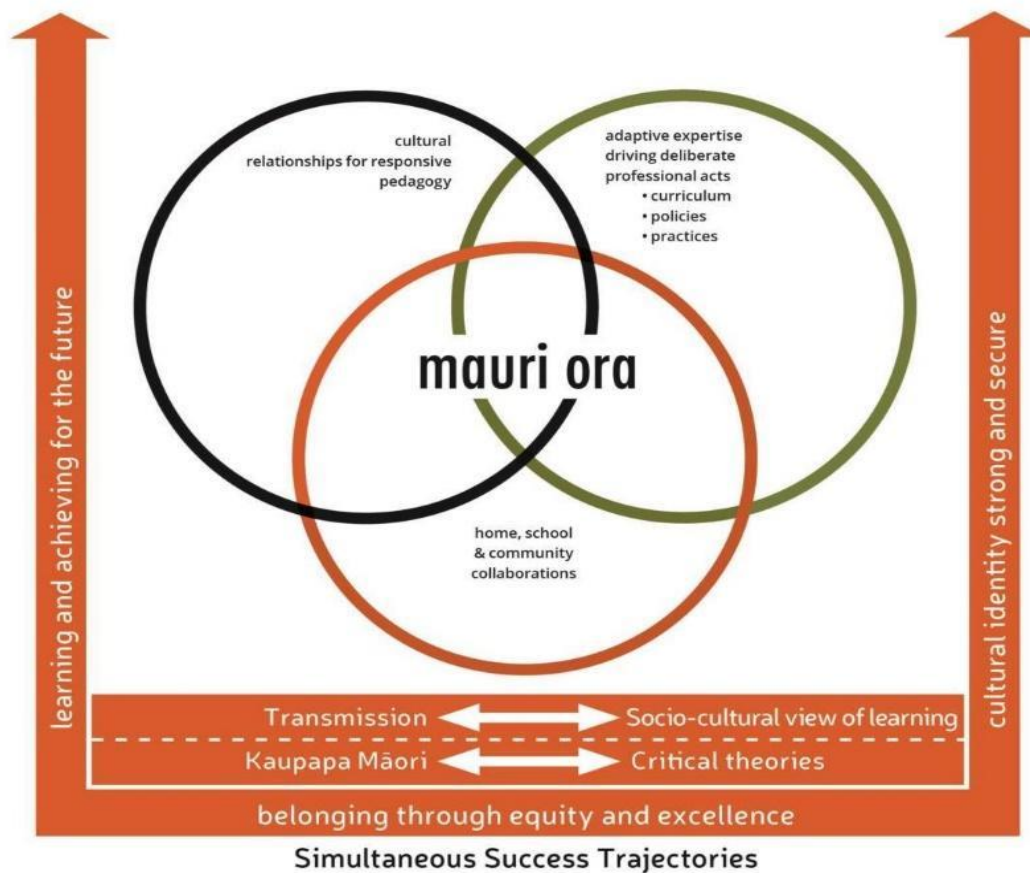 cultural
relationships for responsive
pedagogy
adaptive expertise
driving deliberate
professional acts
• curriculum
• policies
• practices
mauri ora
home, school
& community
collaborations
learning and achieving for the future
cultural identity strong and secure
Transmission Socio-cultural view of learning
Kaupapa Māori Critical theories
belonging through equity and excellence
Simultaneous Success Trajectories